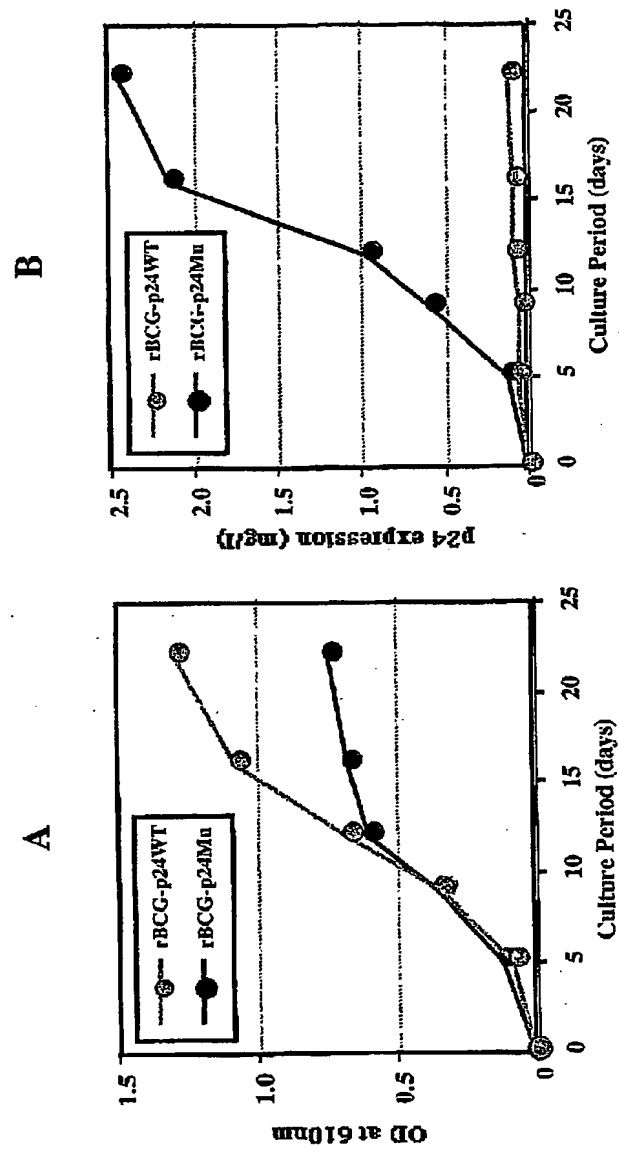 A
1.5
1.0
0.5
0
OD at 610nm
rBCG-p24WT
rBCG-p24Mu
0
5
10
15
20
25
Culture Period (days)
B
2.5
2.0
1.5
1.0
0.5
0
p24 expression (mg/l)
rBCG-p24WT
rBCG-p24Mu
0
5
10
15
20
25
Culture Period (days)